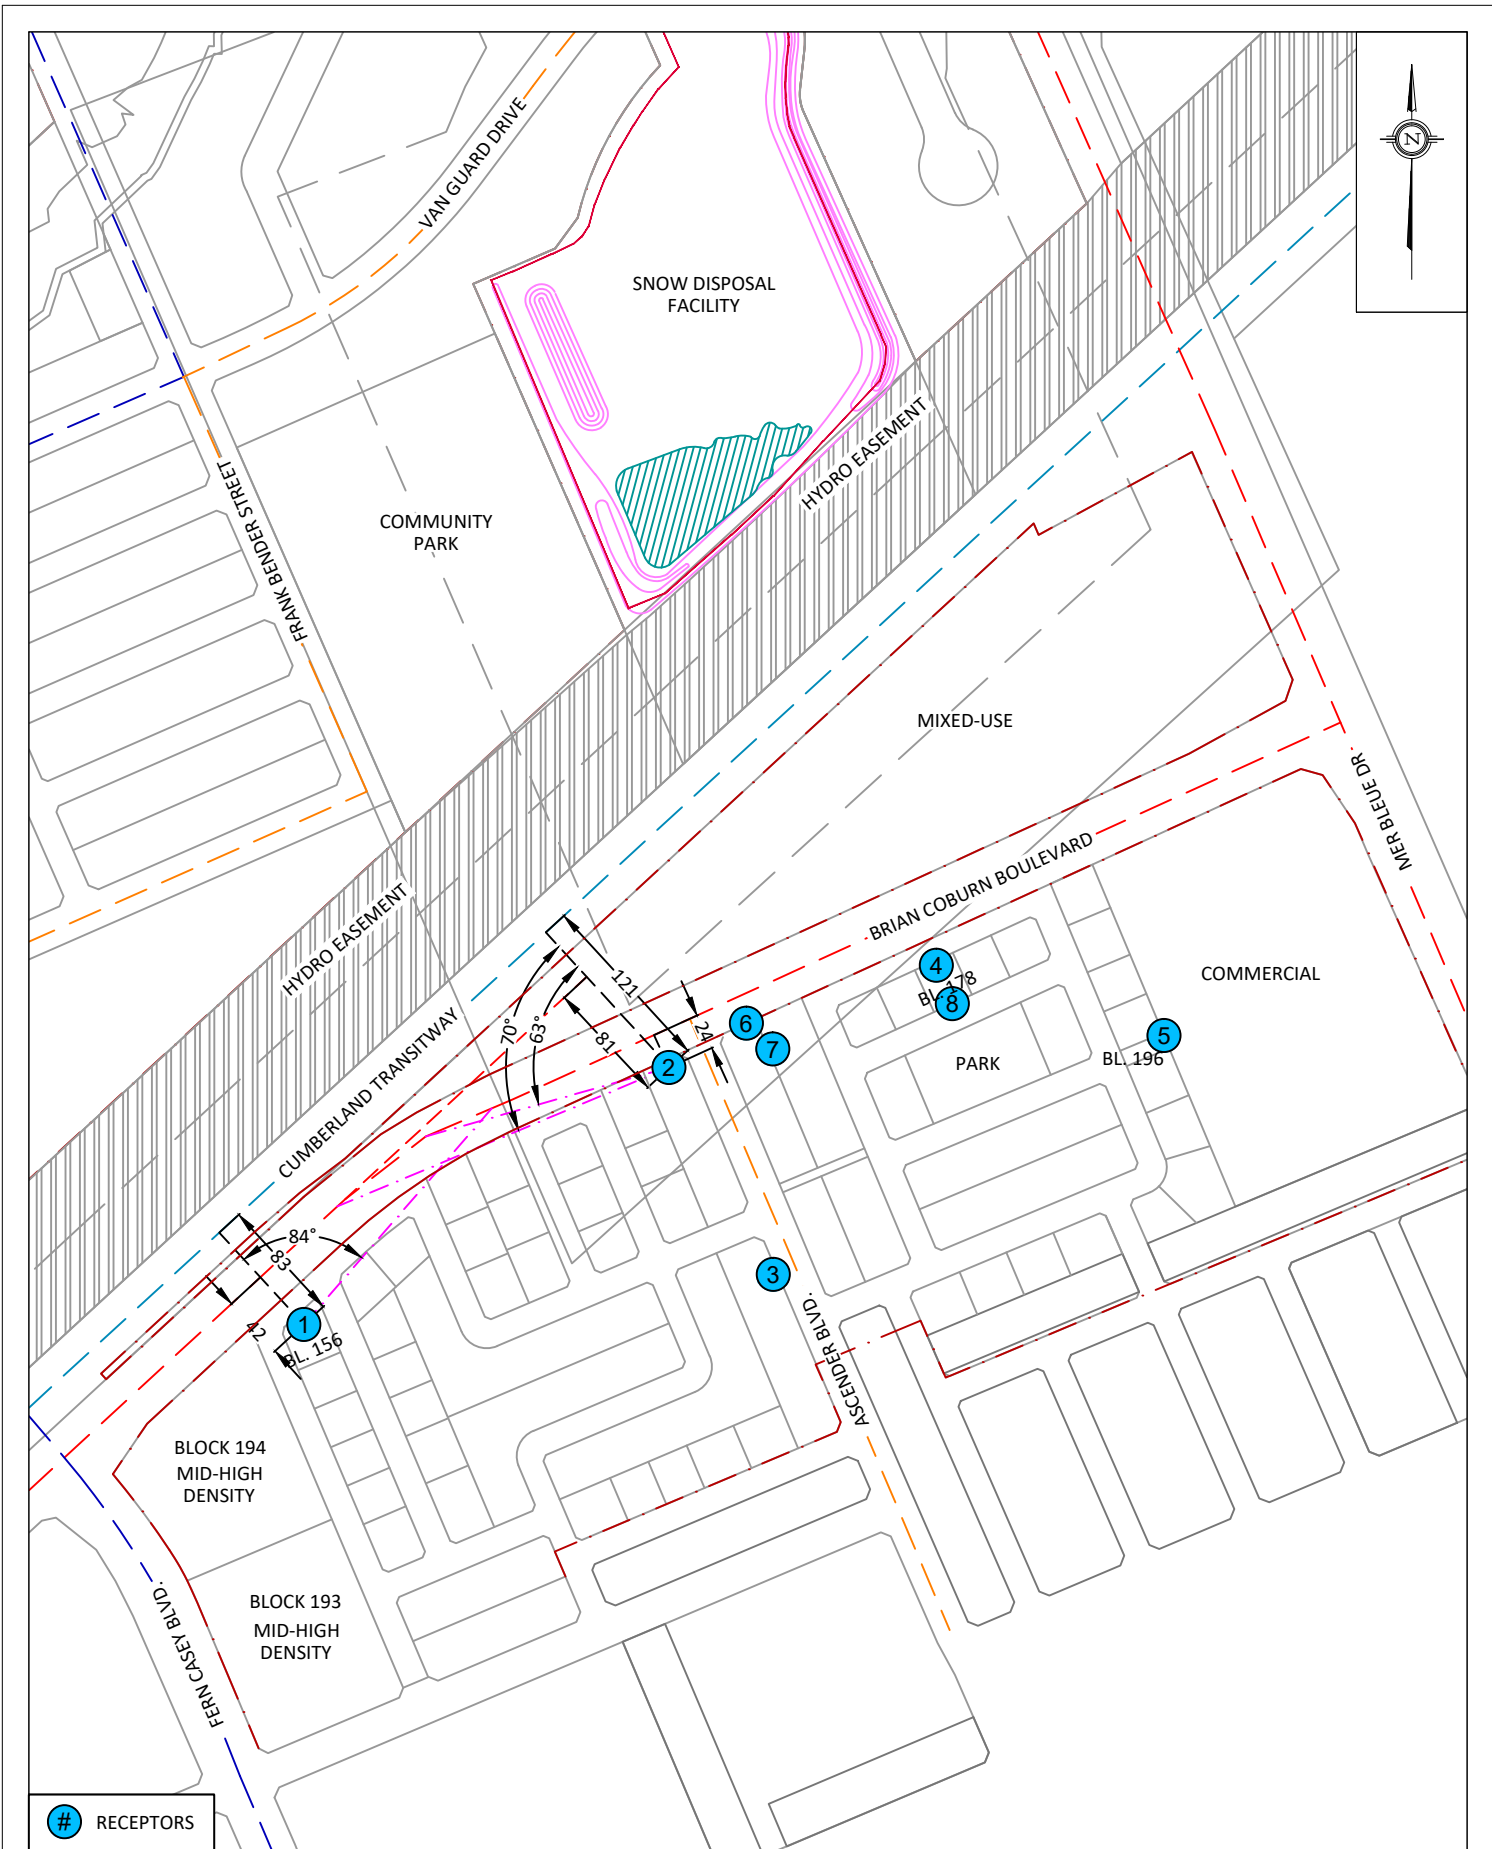 N
VAN GUARD DRIVE
SNOW DISPOSAL
FACILITY
HYDRO EASEMENT
FRANK BENDER STREET
COMMUNITY
PARK
MIXED-USE
MER BLEUE DR
BRIAN COBURN BOULEVARD
HYDRO EASEMENT
CUMBERLAND TRANSITWAY
COMMERCIAL
4
BL. 178
8
121
70°
63°
81
24
6
7
2
5
BL. 196
PARK
84°
83
42
1
BL. 156
3
ASCENDER BLVD.
BLOCK 194
MID-HIGH
DENSITY
BLOCK 193
MID-HIGH
DENSITY
FERN CASEY BLVD.
# RECEPTORS